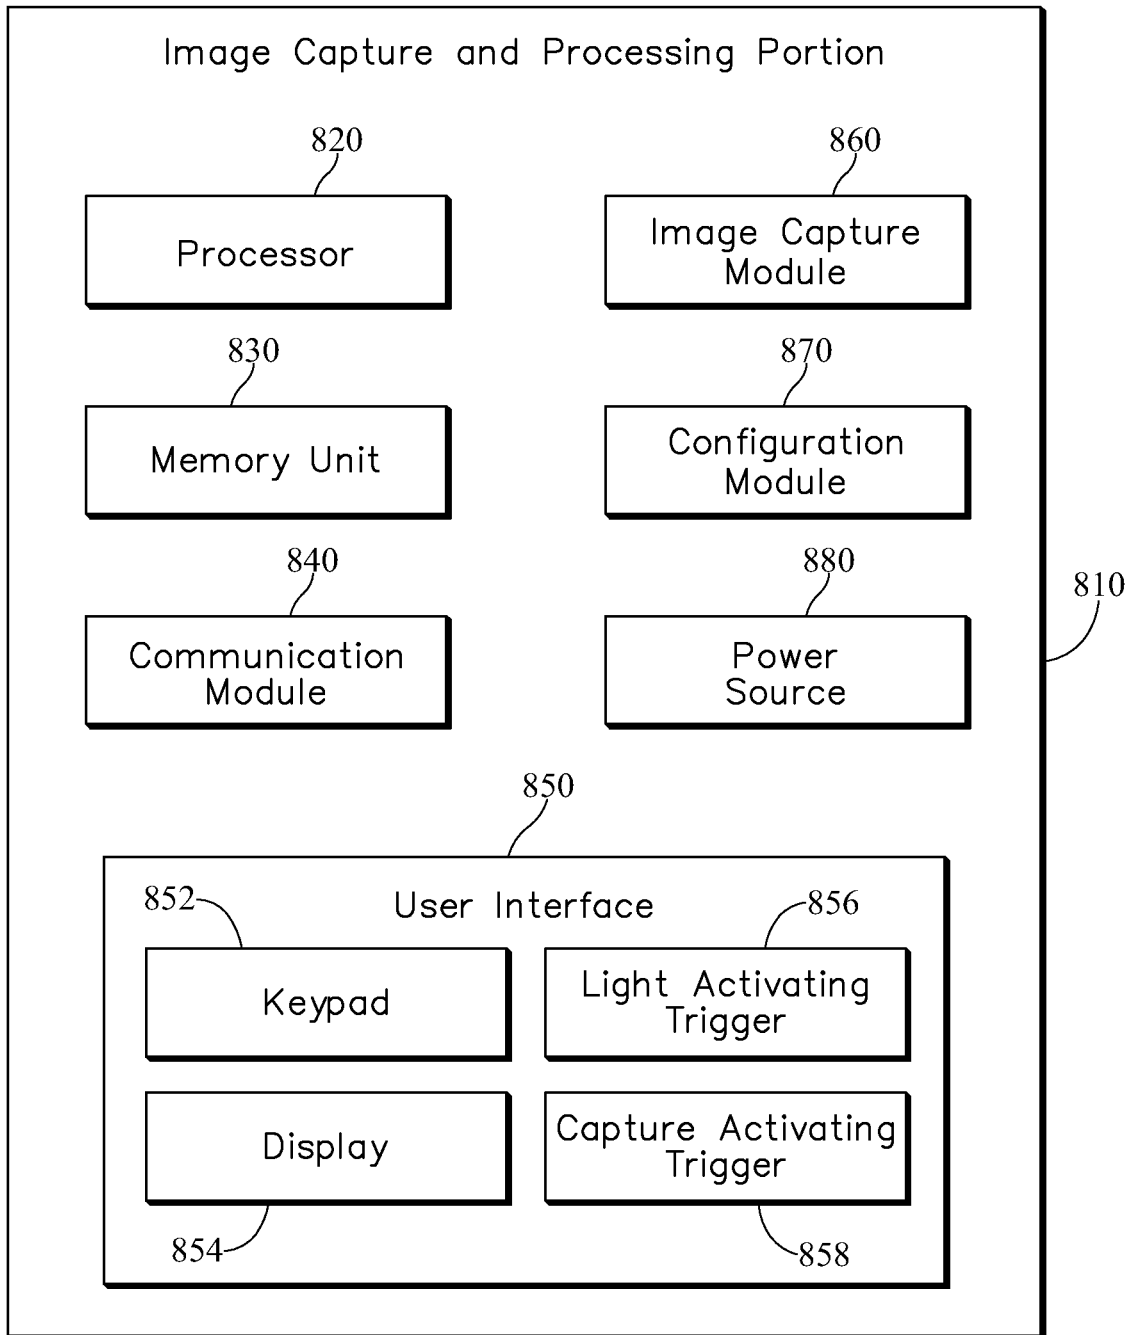 Image Capture and Processing Portion
820
860
Processor
Image Capture
Module
830
870
Memory Unit
Configuration
Module
840
880
810
Communication
Module
Power
Source
850
User Interface
852
856
Keypad
Light Activating
Trigger
Display
Capture Activating
Trigger
854
858